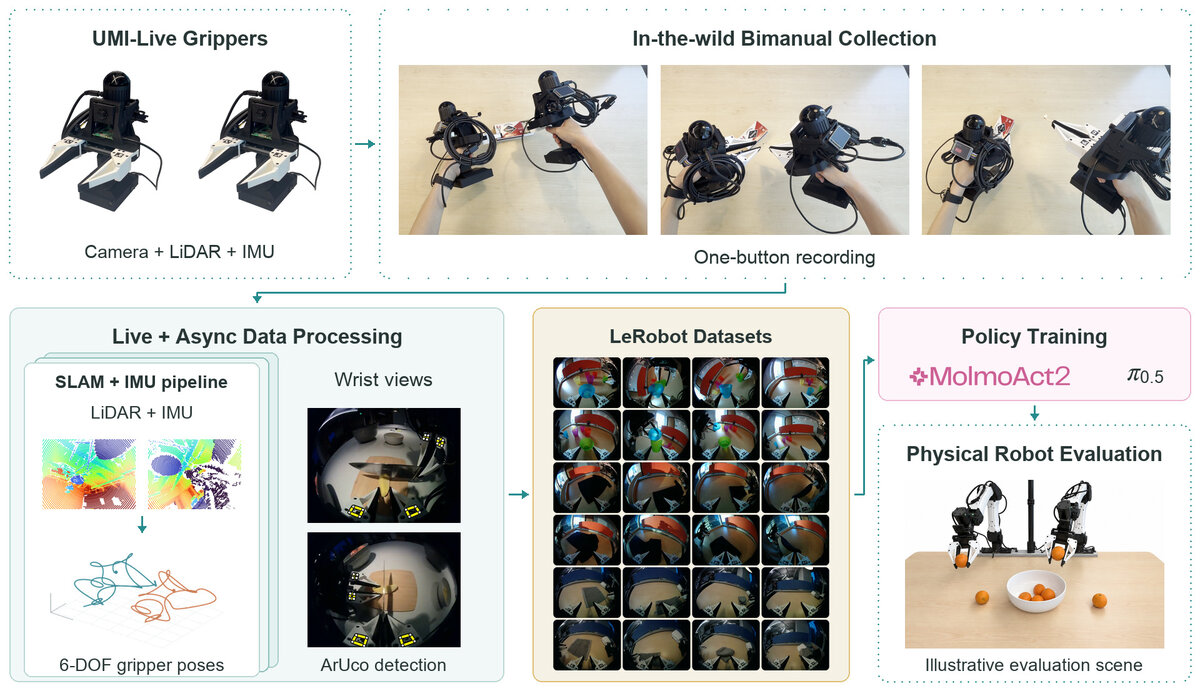 UMI-Live Grippers
Camera + LiDAR + IMU
In-the-wild Bimanual Collection
One-button recording
Live + Async Data Processing
SLAM + IMU pipeline
LiDAR + IMU
6-DOF gripper poses
Wrist views
ArUco detection
LeRobot Datasets
Policy Training
MolmoAct2
π0.5
Physical Robot Evaluation
Illustrative evaluation scene